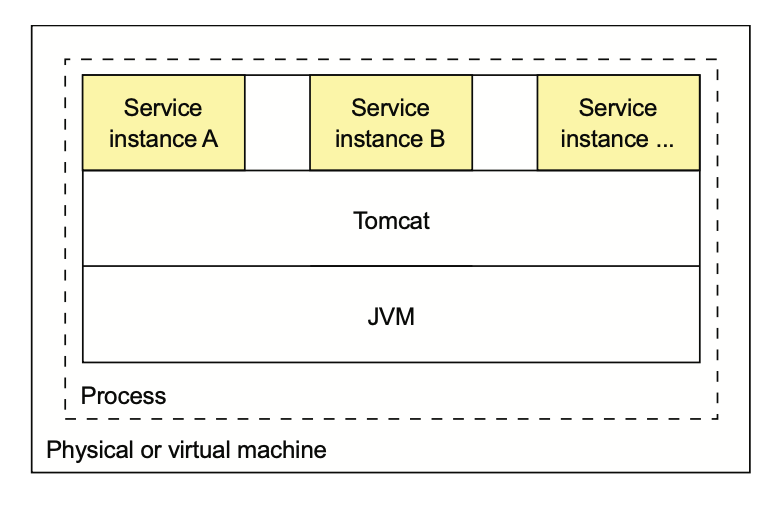 Service
instance A
Service
instance B
Service
instance ...
Tomcat
JVM
Process
Physical or virtual machine